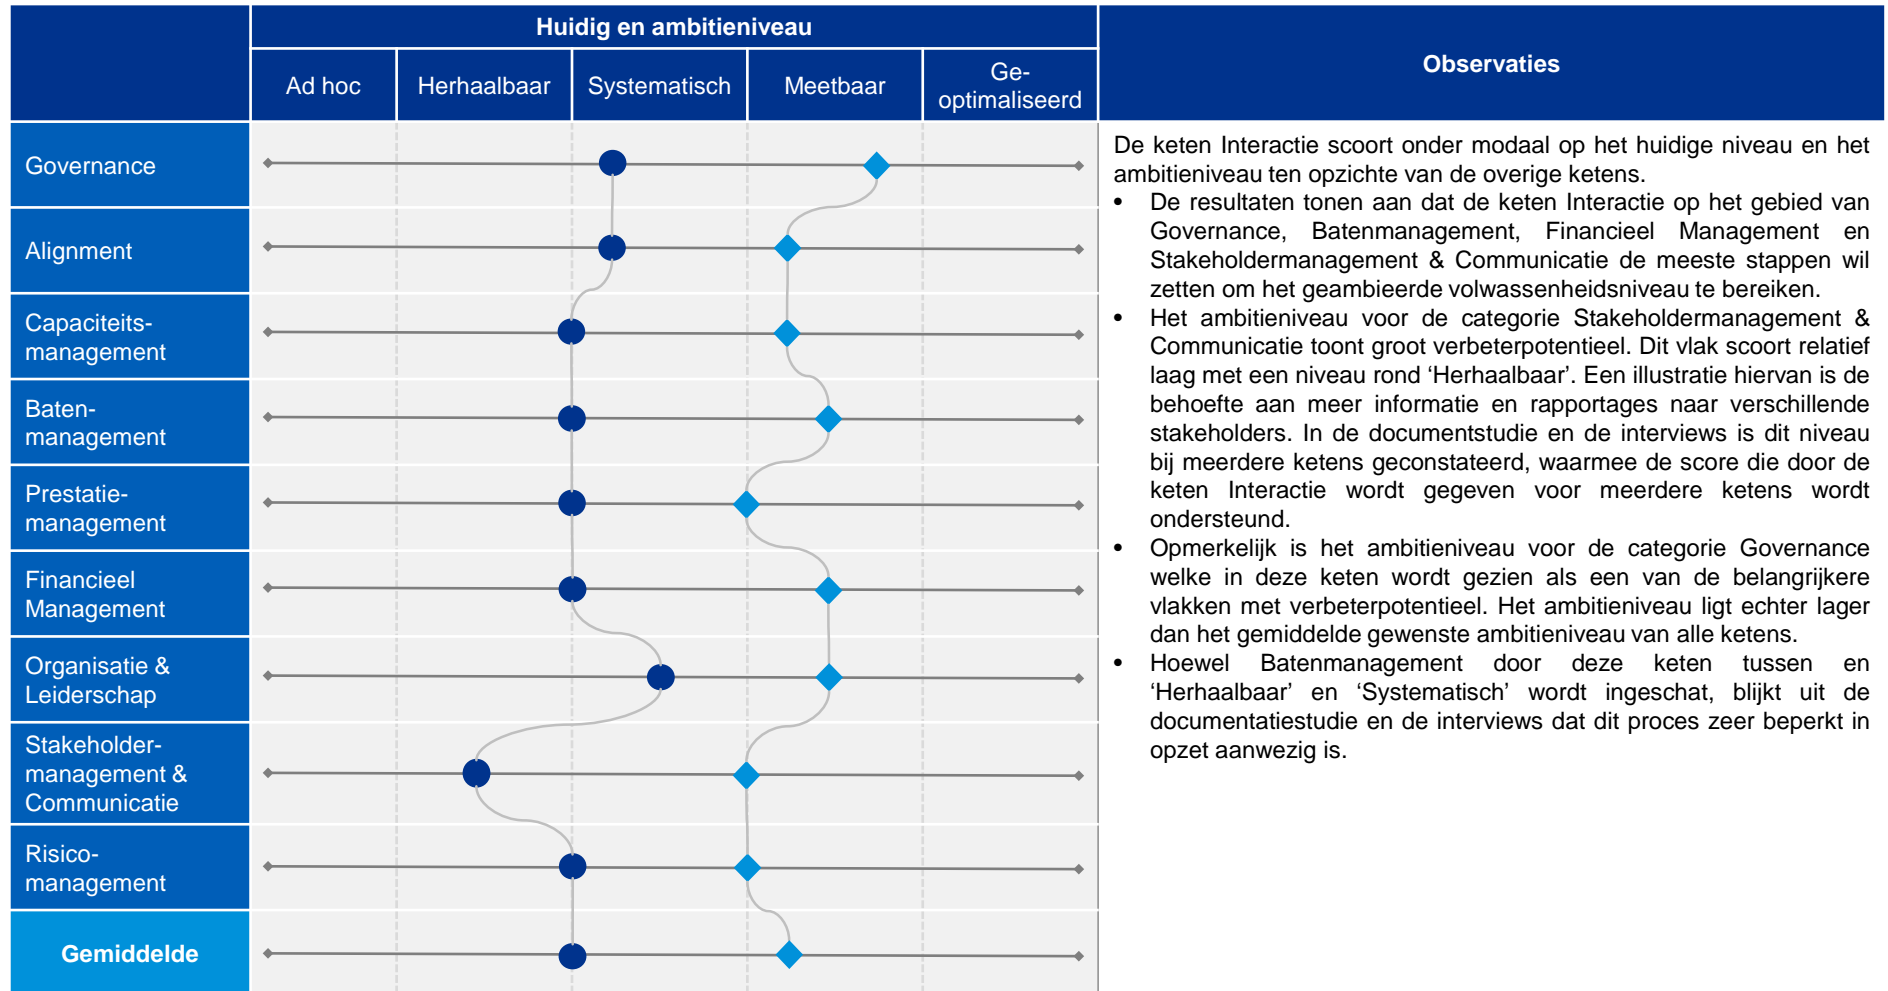 Huidig en ambitieniveau
Observaties
Ad hoc
Herhaalbaar
Systematisch
Meetbaar
Ge-
optimaliseerd
Governance
Alignment
Capaciteits-
management
Baten-
management
Prestatie-
management
Financieel
Management
Organisatie &
Leiderschap
Stakeholder-
management &
Communicatie
Risico-
management
Gemiddelde
De keten Interactie scoort onder modaal op het huidige niveau en het
ambitieniveau ten opzichte van de overige ketens.
• De resultaten tonen aan dat de keten Interactie op het gebied van
Governance, Batenmanagement, Financieel Management en
Stakeholdermanagement & Communicatie de meeste stappen wil
zetten om het geambieerde volwassenheidsniveau te bereiken.
• Het ambitieniveau voor de categorie Stakeholdermanagement &
Communicatie toont groot verbeterpotentieel. Dit vlak scoort relatief
laag met een niveau rond ‘Herhaalbaar’. Een illustratie hiervan is de
behoefte aan meer informatie en rapportages naar verschillende
stakeholders. In de documentstudie en de interviews is dit niveau
bij meerdere ketens geconstateerd, waarmee de score die door de
keten Interactie wordt gegeven voor meerdere ketens wordt
ondersteund.
• Opmerkelijk is het ambitieniveau voor de categorie Governance
welke in deze keten wordt gezien als een van de belangrijkere
vlakken met verbeterpotentieel. Het ambitieniveau ligt echter lager
dan het gemiddelde gewenste ambitieniveau van alle ketens.
• Hoewel Batenmanagement door deze keten tussen en
‘Herhaalbaar’ en ‘Systematisch’ wordt ingeschat, blijkt uit de
documentatiestudie en de interviews dat dit proces zeer beperkt in
opzet aanwezig is.